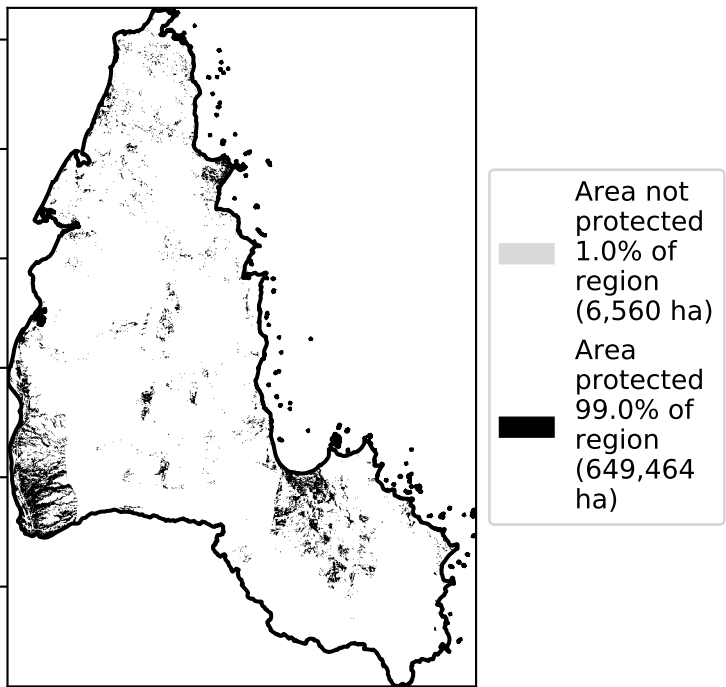 Area not
protected
1.0% of
region
(6,560 ha)
Area
protected
99.0% of
region
(649,464
ha)